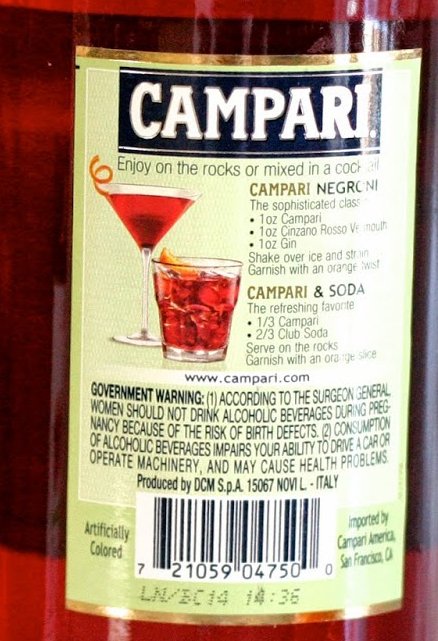 CAMPARI
Enjoy on the rocks or mixed in a cocktail
CAMPARI NEGRONI
The sophisticated classic
• 1oz Campari
• 1oz Cinzano Rosso Vermouth
• 1oz Gin
Shake over ice and strain
Garnish with an orange twist
CAMPARI & SODA
The refreshing favorite
• 1/3 Campari
• 2/3 Club Soda
Serve on the rocks
Garnish with an orange slice
www.campari.com
GOVERNMENT WARNING: (1) ACCORDING TO THE SURGEON GENERAL,
WOMEN SHOULD NOT DRINK ALCOHOLIC BEVERAGES DURING PREG-
NANCY BECAUSE OF THE RISK OF BIRTH DEFECTS. (2) CONSUMPTION
OF ALCOHOLIC BEVERAGES IMPAIRS YOUR ABILITY TO DRIVE A CAR OR
OPERATE MACHINERY, AND MAY CAUSE HEALTH PROBLEMS.
Produced by DCM S.p.A. 15067 NOVI L. - ITALY
Artificially
Colored
Imported by
Campari America,
San Francisco, CA
7 21059 04750 0
14:36